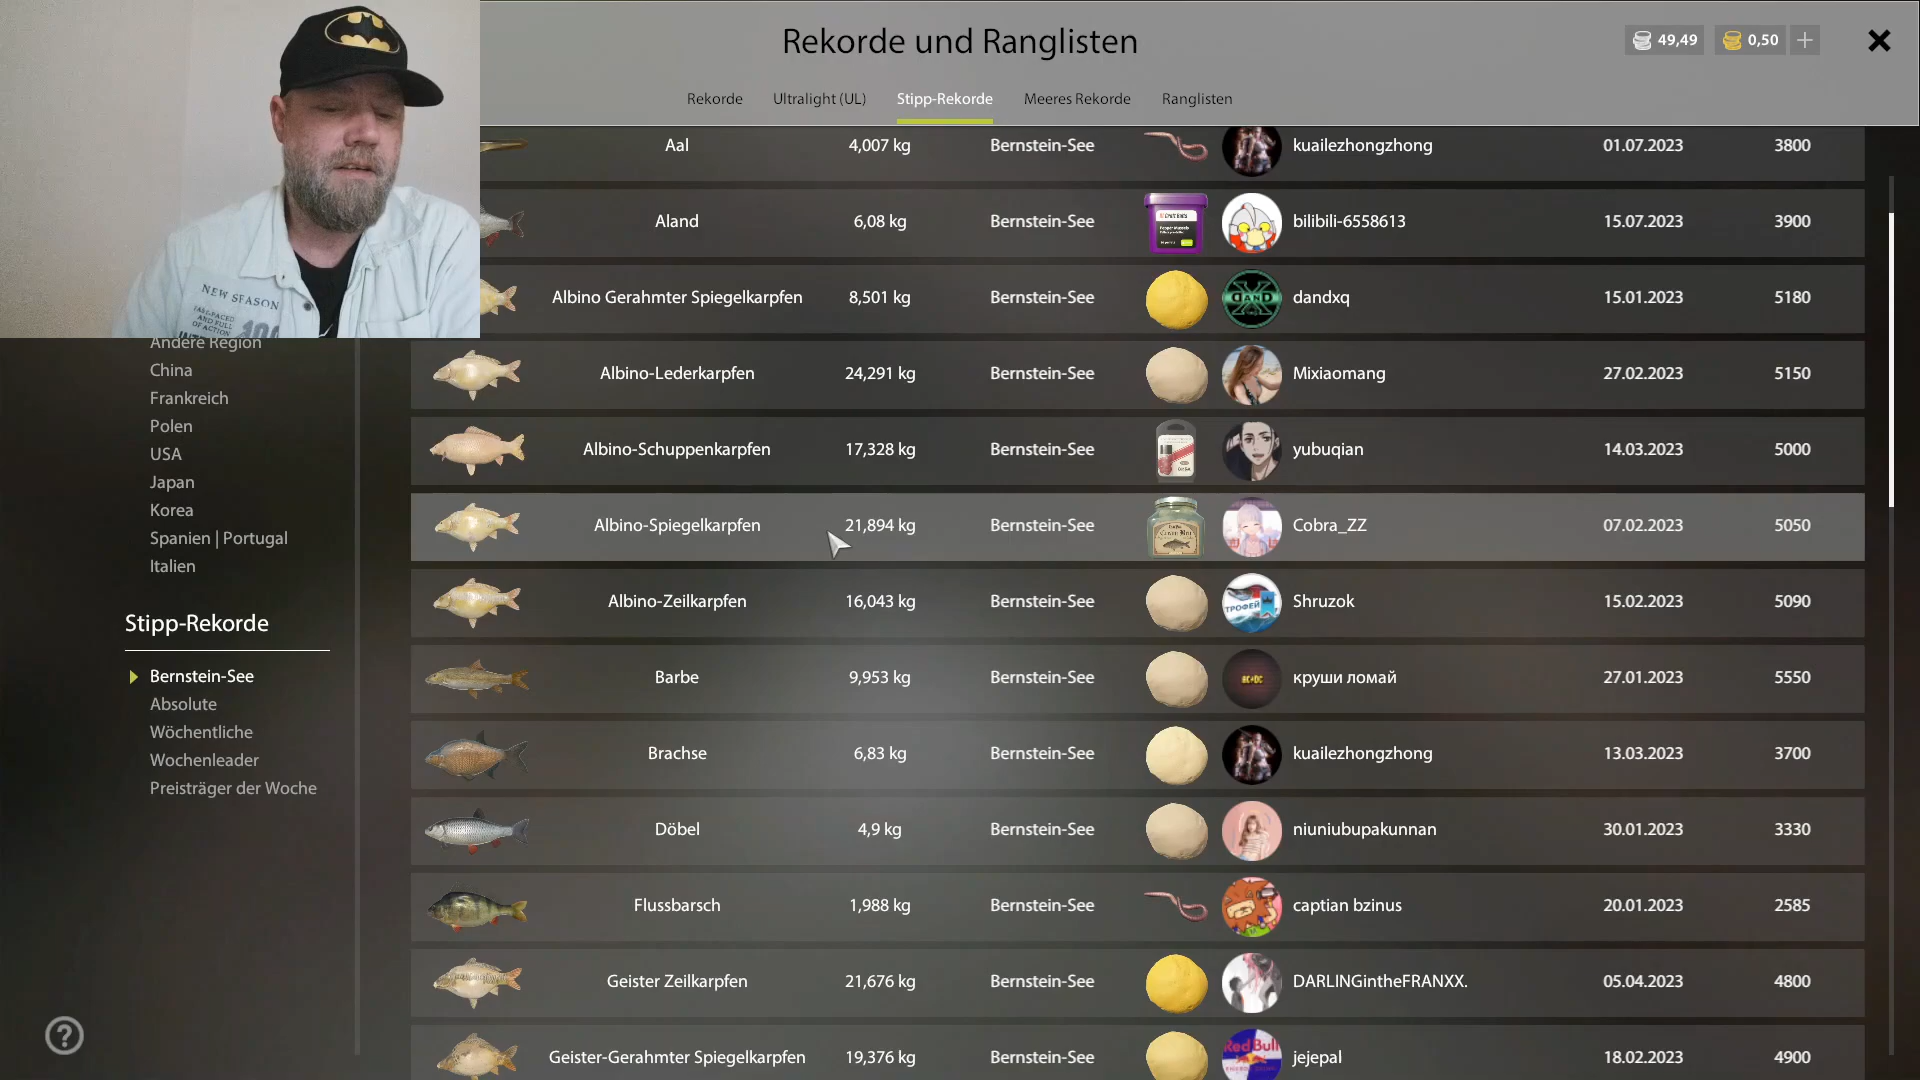 Rekorde und Ranglisten
49,49
0,50
Rekorde
Ultralight (UL)
Stipp-Rekorde
Meeres Rekorde
Ranglisten
NEW SEASON
Aal 4,007 kg Bernstein-See kuailezhongzhong 01.07.2023 3800
Aland 6,08 kg Bernstein-See bilibili-6558613 15.07.2023 3900
Albino Gerahmter Spiegelkarpfen 8,501 kg Bernstein-See DAND dandxq 15.01.2023 5180
Albino-Lederkarpfen 24,291 kg Bernstein-See Mixiaomang 27.02.2023 5150
Albino-Schuppenkarpfen 17,328 kg Bernstein-See yubuqian 14.03.2023 5000
Albino-Spiegelkarpfen 21,894 kg Bernstein-See Cobra_ZZ 07.02.2023 5050
Albino-Zeilkarpfen 16,043 kg Bernstein-See ТРОФЕЙ Shruzok 15.02.2023 5090
Barbe 9,953 kg Bernstein-See круши ломай 27.01.2023 5550
Brachse 6,83 kg Bernstein-See kuailezhongzhong 13.03.2023 3700
Döbel 4,9 kg Bernstein-See niuniubupakunnan 30.01.2023 3330
Flussbarsch 1,988 kg Bernstein-See captian bzinus 20.01.2023 2585
Geister Zeilkarpfen 21,676 kg Bernstein-See DARLINGintheFRANXX. 05.04.2023 4800
Geister-Gerahmter Spiegelkarpfen 19,376 kg Bernstein-See Red Bull jejepal 18.02.2023 4900
Andere Region
China
Frankreich
Polen
USA
Japan
Korea
Spanien | Portugal
Italien
Stipp-Rekorde
Bernstein-See
Absolute
Wöchentliche
Wochenleader
Preisträger der Woche
?